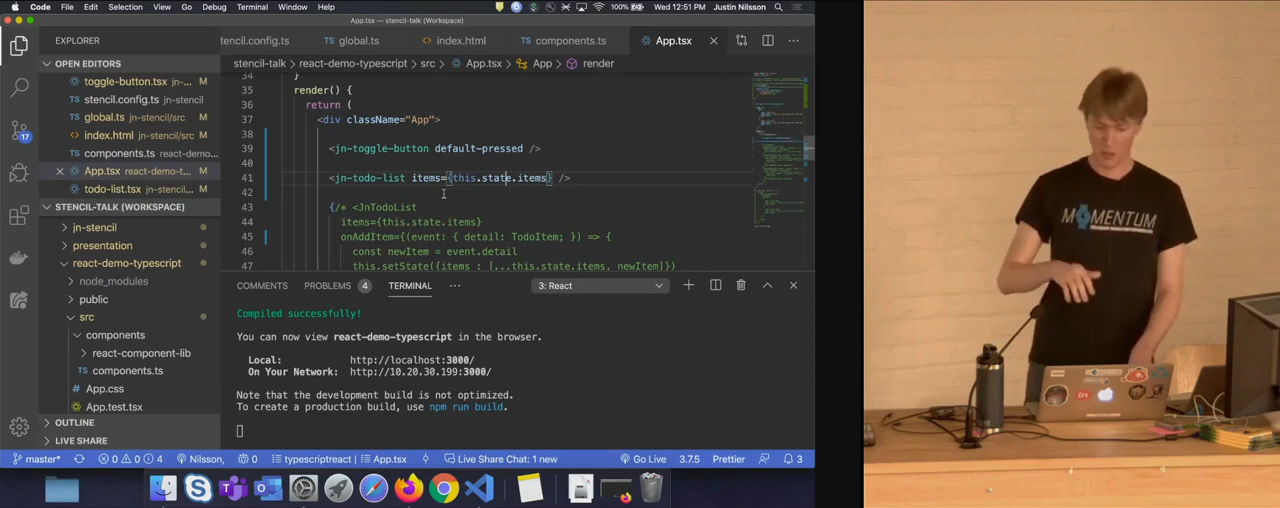 Code File Edit Selection View Go Debug Terminal Window Help 100% Wed 12:51 PM Justin Nilsson
App.tsx — stencil-talk (Workspace)
EXPLORER
OPEN EDITORS
toggle-button.tsx jn-... M
stencil.config.ts jn-stencil
global.ts jn-stencil/src M
index.html jn-stencil/src M
components.ts react-demo...
App.tsx react-demo-t... M
todo-list.tsx jn-stencil/... M
STENCIL-TALK (WORKSPACE)
jn-stencil
presentation
react-demo-typescript
node_modules
public
src
components
react-component-lib
components.ts
App.css
App.test.tsx
OUTLINE
LIVE SHARE
17
tencil.config.ts global.ts index.html components.ts App.tsx
stencil-talk > react-demo-typescript > src > App.tsx > App > render
34 }
35 render() {
36 return (
37 <div className="App">
38
39 <jn-toggle-button default-pressed />
40
41 <jn-todo-list items={this.state.items} />
42
43 {/* <JnTodoList
44 items={this.state.items}
45 onAddItem={(event: { detail: TodoItem; }) => {
46 const newItem = event.detail
47 this.setState({items : [...this.state.items, newItem]})
COMMENTS PROBLEMS 4 TERMINAL ... 3: React
Compiled successfully!
You can now view react-demo-typescript in the browser.
Local: http://localhost:3000/
On Your Network: http://10.20.30.199:3000/
Note that the development build is not optimized.
To create a production build, use npm run build.
master* 0 0 4 Nilsson, 0 typescriptreact App.tsx Live Share Chat: 1 new Go Live 3.7.5 Prettier 3
MOMENTUM